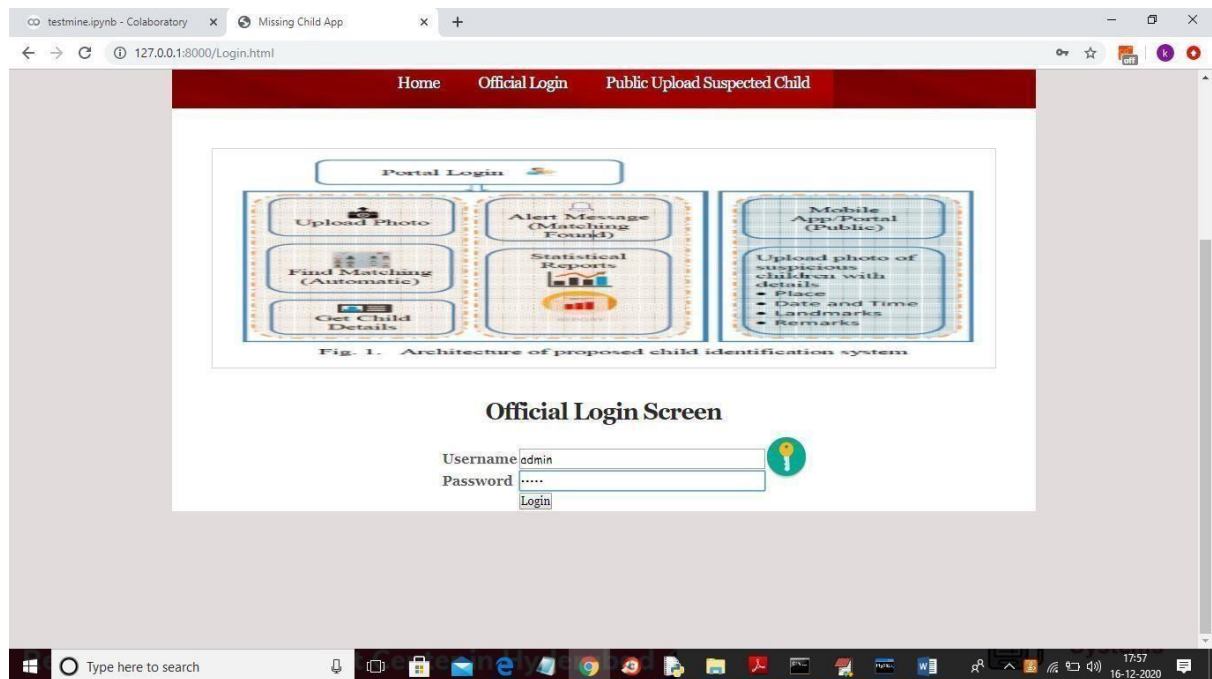 testmine.ipynb - Colaboratory
Missing Child App
127.0.0.1:8000/Login.html
off
k
Home Official Login Public Upload Suspected Child
Portal Login
Upload Photo
Find Matching
(Automatic)
Get Child
Details
Alert Message
(Matching
Found)
Statistical
Reports
Mobile
App/Portal
(Public)
Upload photo of
suspicious
children with
details
• Place
• Date and Time
• Landmarks
• Remarks
Fig. 1. Architecture of proposed child identification system
Official Login Screen
Username admin
Password •••••
Login
Type here to search
17:57
16-12-2020